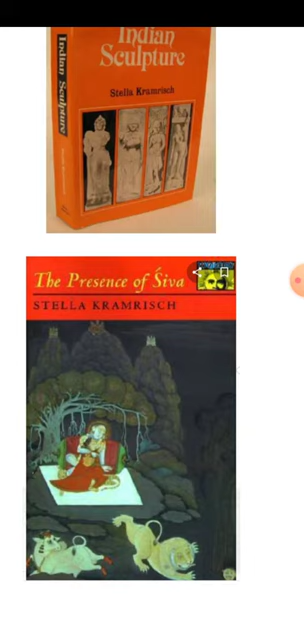 Indian
Sculpture
Stella Kramrisch
Indian Sculpture
The Presence of Śiva
STELLA KRAMRISCH